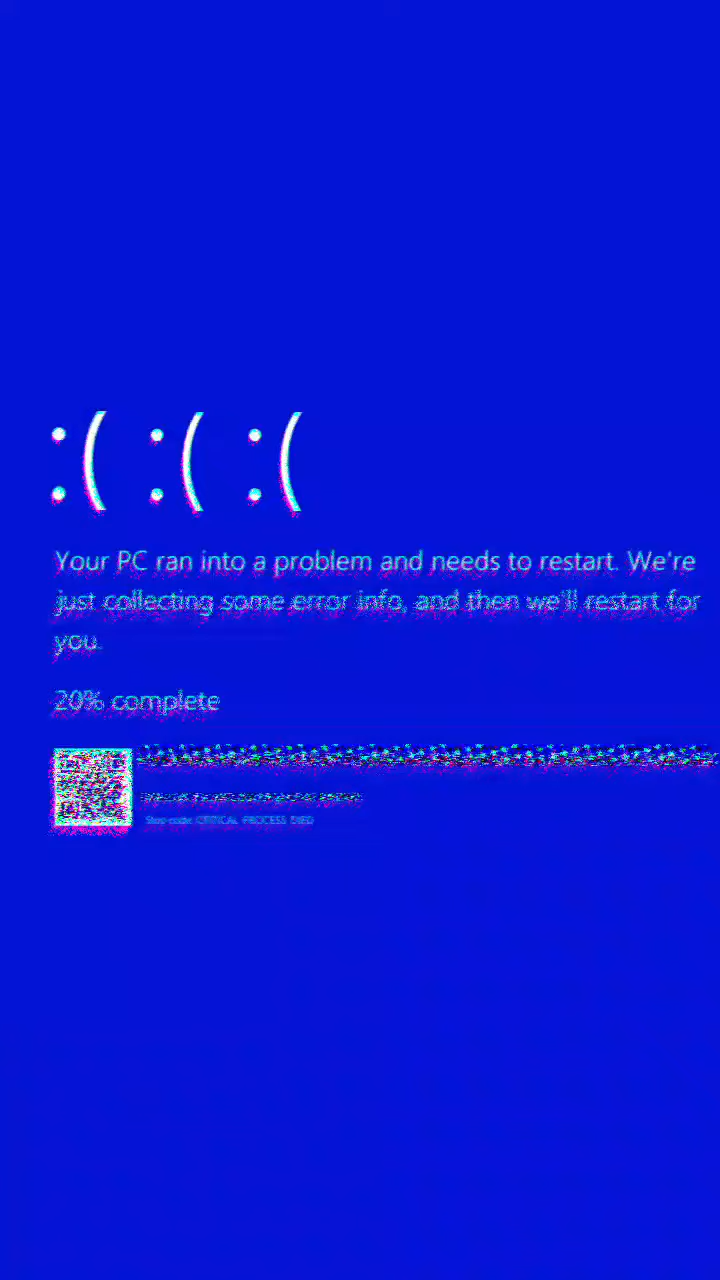 :( :( :(
Your PC ran into a problem and needs to restart. We're
just collecting some error info, and then we'll restart for
you.
20% complete
Stop code: CRITICAL PROCESS DIED